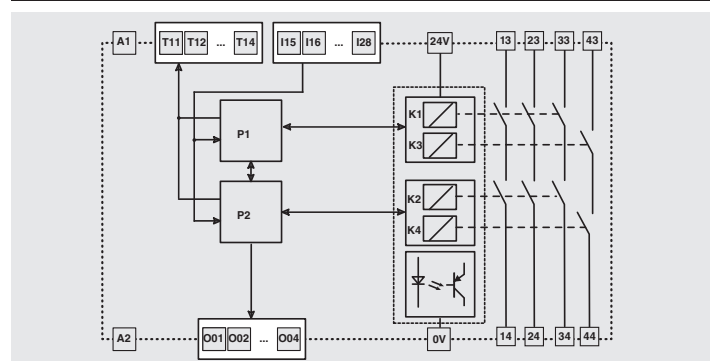 A1 T11 T12 ... T14 I15 I16 ... I28 24V 13 23 33 43
K1
P1
K3
K2
P2
K4
A2 O01 O02 ... O04 0V 14 24 34 44